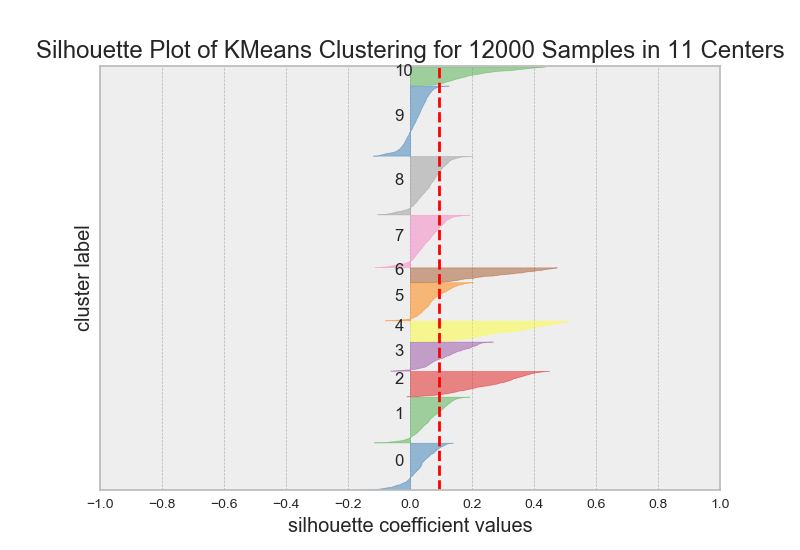 Silhouette Plot of KMeans Clustering for 12000 Samples in 11 Centers
10
9
8
7
6
5
4
3
2
1
0
cluster label
−1.0 −0.8 −0.6 −0.4 −0.2 0.0 0.2 0.4 0.6 0.8 1.0
silhouette coefficient values